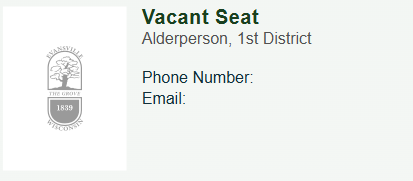 Vacant Seat
Alderperson, 1st District
Phone Number:
Email:
EVANSVILLE
THE GROVE
1839
WISCONSIN